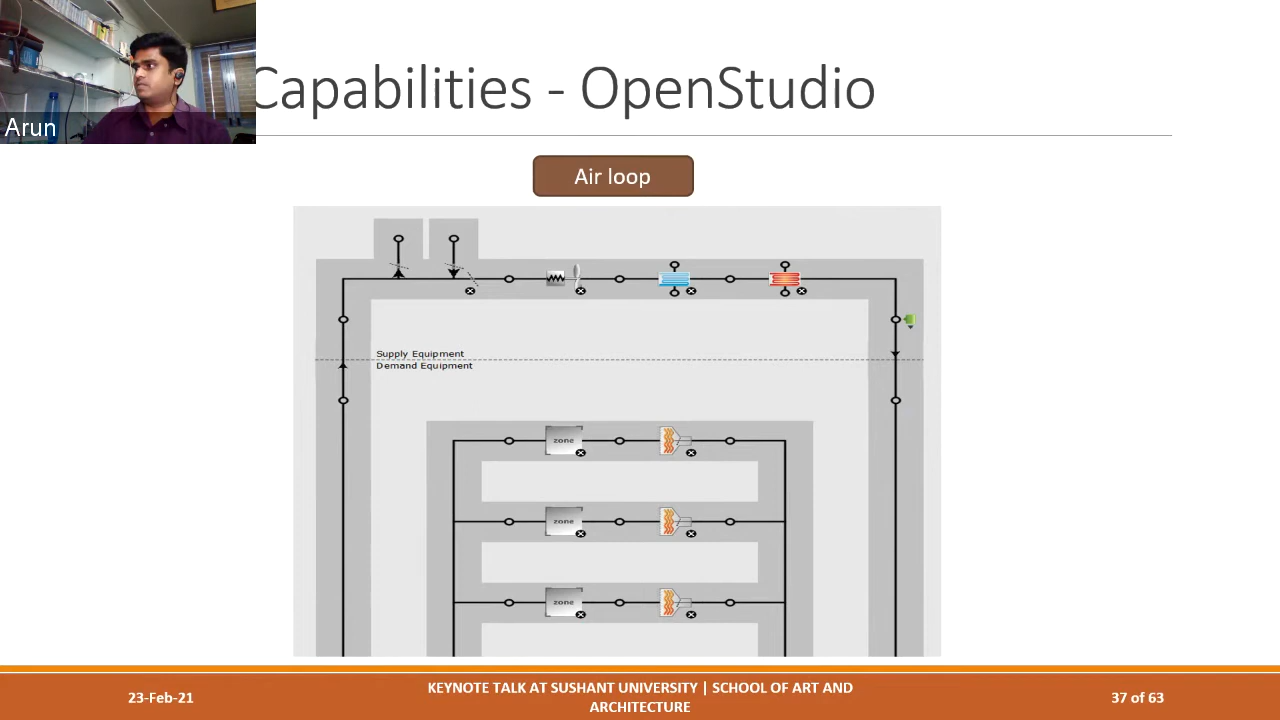 Capabilities - OpenStudio
Arun
Air loop
Supply Equipment
Demand Equipment
zone
zone
zone
23-Feb-21
KEYNOTE TALK AT SUSHANT UNIVERSITY | SCHOOL OF ART AND
ARCHITECTURE
37 of 63